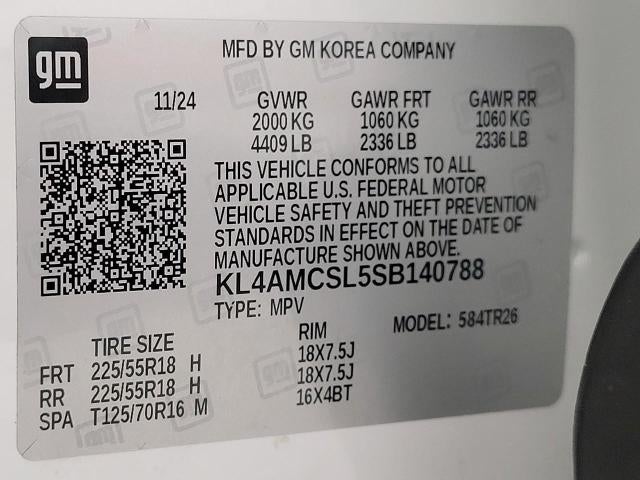 gm
MFD BY GM KOREA COMPANY
11/24 GVWR GAWR FRT GAWR RR
2000 KG 1060 KG 1060 KG
4409 LB 2336 LB 2336 LB
THIS VEHICLE CONFORMS TO ALL
APPLICABLE U.S. FEDERAL MOTOR
VEHICLE SAFETY AND THEFT PREVENTION
STANDARDS IN EFFECT ON THE DATE OF
MANUFACTURE SHOWN ABOVE.
KL4AMCSL5SB140788
TYPE: MPV MODEL: 584TR26
TIRE SIZE RIM
FRT 225/55R18 H 18X7.5J
RR 225/55R18 H 18X7.5J
SPA T125/70R16 M 16X4BT